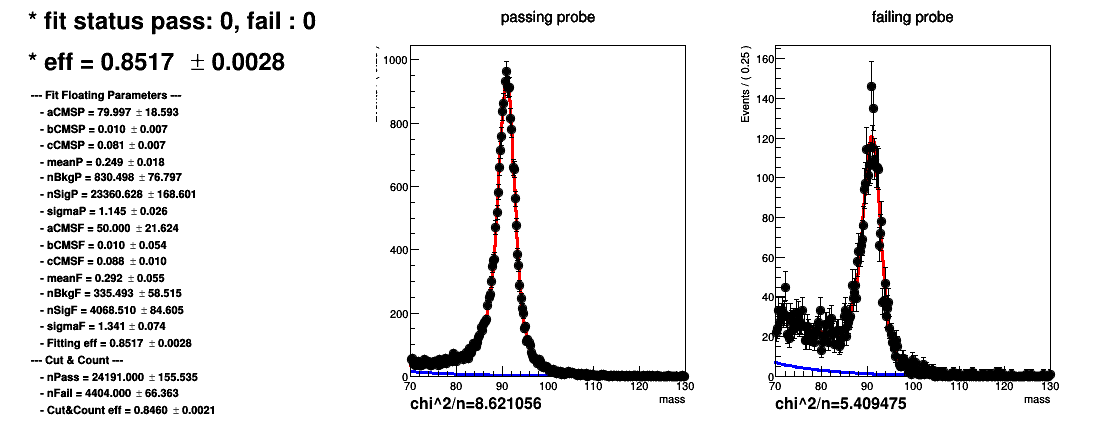 * fit status pass: 0, fail : 0
* eff = 0.8517 ± 0.0028
--- Fit Floating Parameters ---
- aCMSP = 79.997 ± 18.593
- bCMSP = 0.010 ± 0.007
- cCMSP = 0.081 ± 0.007
- meanP = 0.249 ± 0.018
- nBkgP = 830.498 ± 76.797
- nSigP = 23360.628 ± 168.601
- sigmaP = 1.145 ± 0.026
- aCMSF = 50.000 ± 21.624
- bCMSF = 0.010 ± 0.054
- cCMSF = 0.088 ± 0.010
- meanF = 0.292 ± 0.055
- nBkgF = 335.493 ± 58.515
- nSigF = 4068.510 ± 84.605
- sigmaF = 1.341 ± 0.074
- Fitting eff = 0.8517 ± 0.0028
--- Cut & Count ---
- nPass = 24191.000 ± 155.535
- nFail = 4404.000 ± 66.363
- Cut&Count eff = 0.8460 ± 0.0021
passing probe
1000
800
600
400
200
0
70 80 90 100 110 120 130
mass
chi^2/n=8.621056
failing probe
Events / ( 0.25 )
160
140
120
100
80
60
40
20
0
70 80 90 100 110 120 130
mass
chi^2/n=5.409475